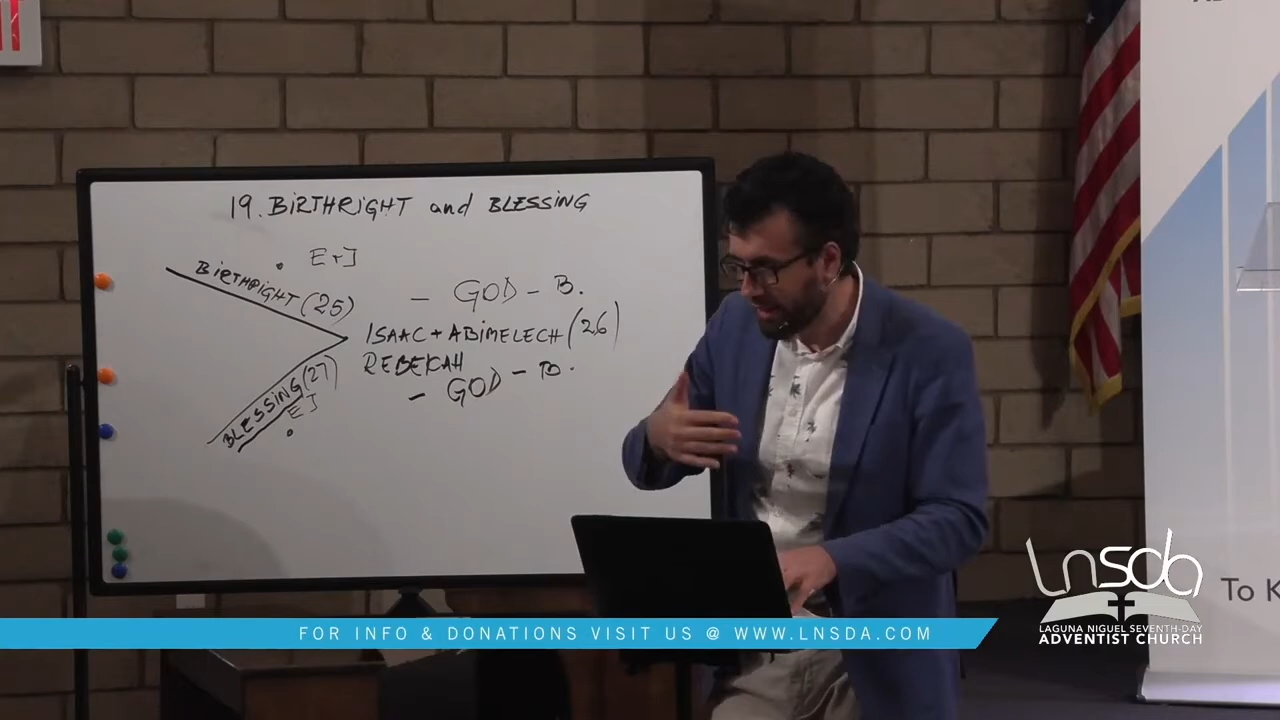 19. BIRTHRIGHT and BLESSING
E+J
BIRTHRIGHT (25)
- GOD - B.
ISAAC + ABIMELECH (26)
REBEKAH
- GOD - B.
BLESSING (27)
EJ
LnSDA
LAGUNA NIGUEL SEVENTH-DAY
ADVENTIST CHURCH
To K
FOR INFO & DONATIONS VISIT US @ WWW.LNSDA.COM